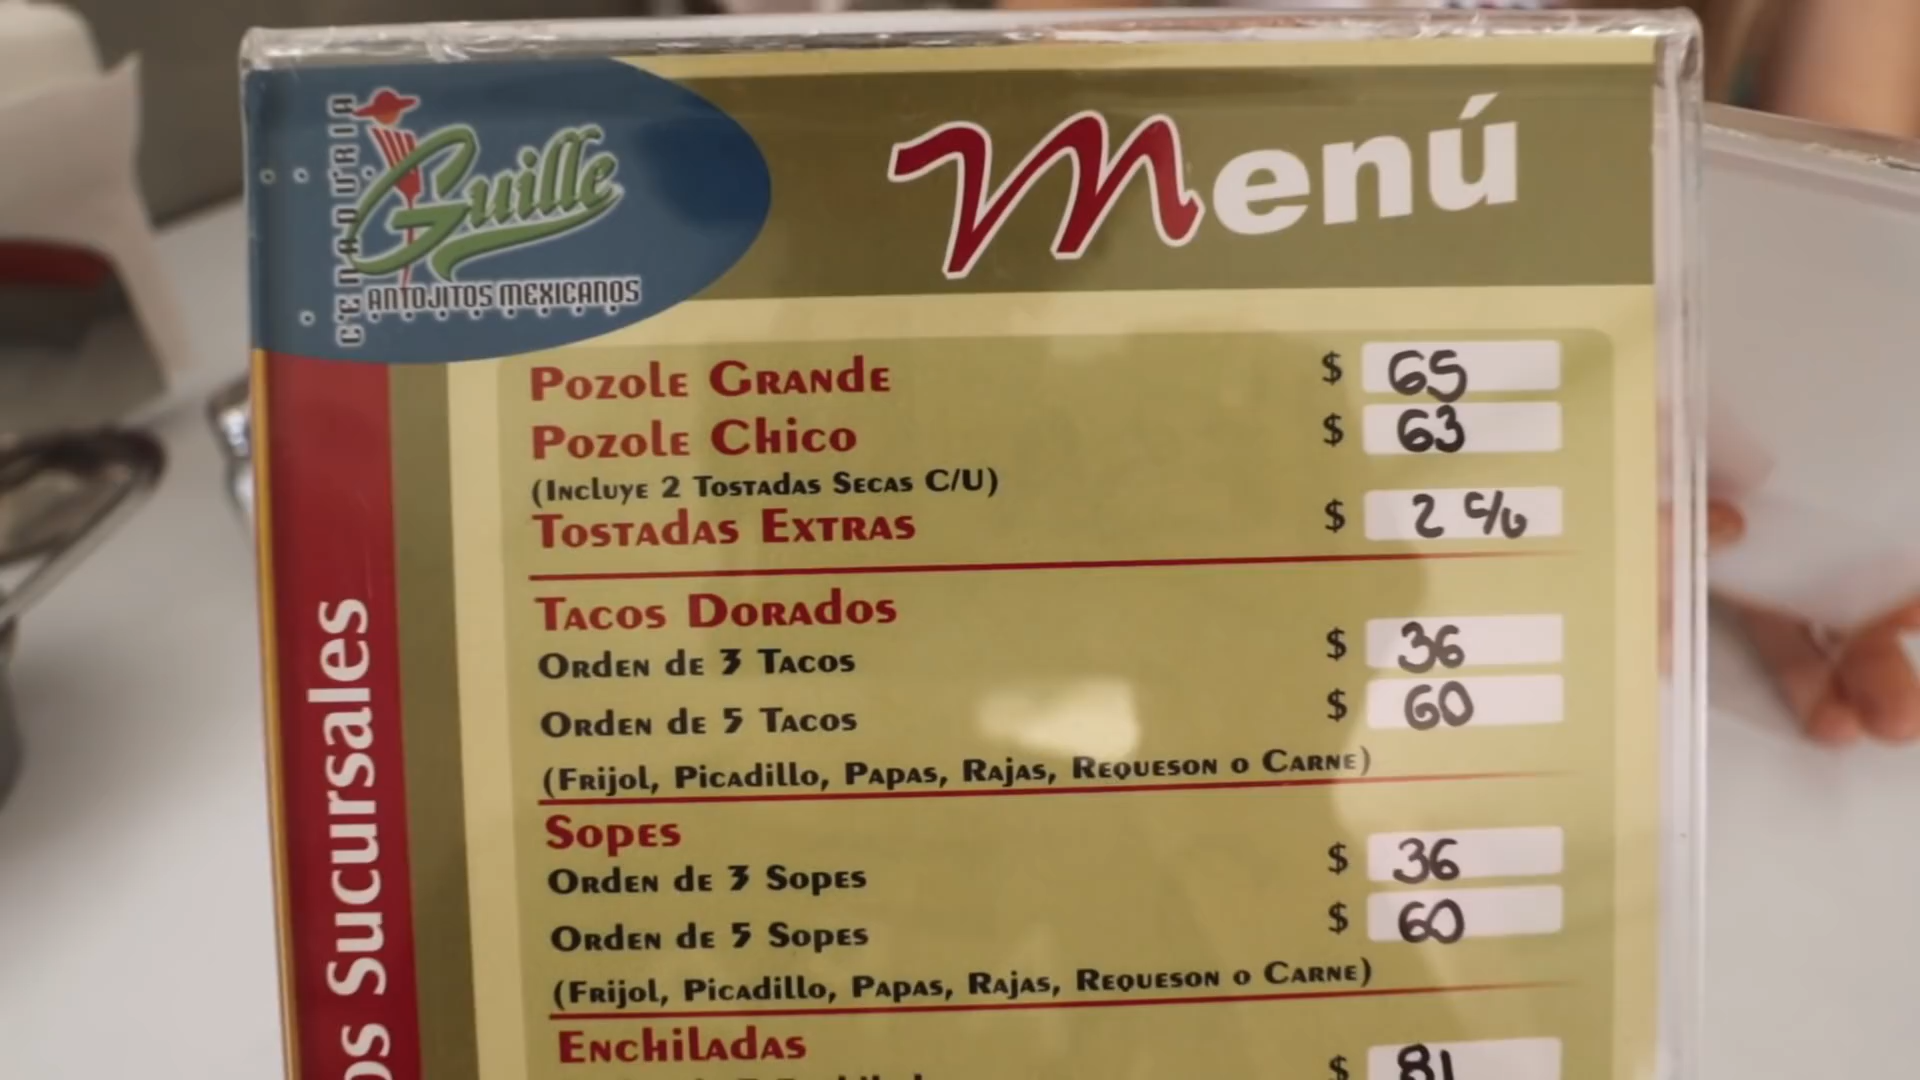 CENADURIA
Guille
ANTOJITOS MEXICANOS
Menú
os Sucursales
Pozole Grande $ 65
Pozole Chico $ 63
(Incluye 2 Tostadas Secas C/U)
Tostadas Extras $ 2 c/u
Tacos Dorados
Orden de 3 Tacos $ 36
Orden de 5 Tacos $ 60
(Frijol, Picadillo, Papas, Rajas, Requeson o Carne)
Sopes
Orden de 3 Sopes $ 36
Orden de 5 Sopes $ 60
(Frijol, Picadillo, Papas, Rajas, Requeson o Carne)
Enchiladas
$ 81